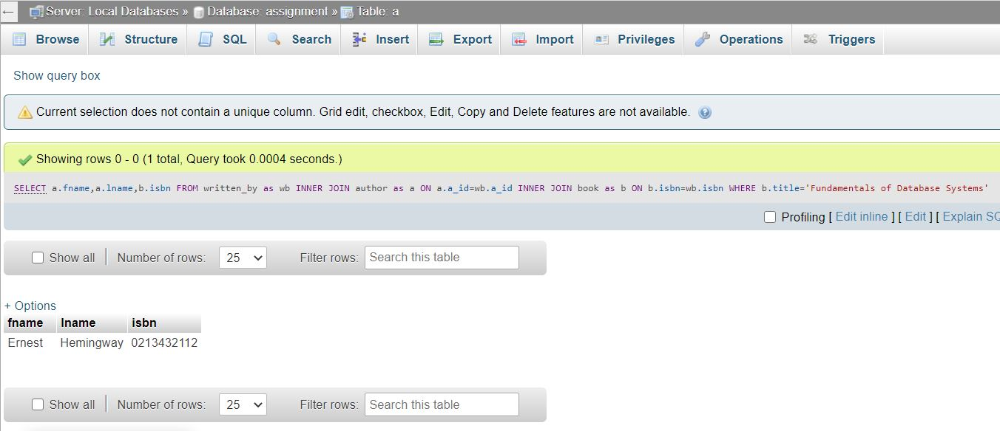 ← Server: Local Databases » Database: assignment » Table: a
Browse Structure SQL Search Insert Export Import Privileges Operations Triggers
Show query box
Current selection does not contain a unique column. Grid edit, checkbox, Edit, Copy and Delete features are not available.
Showing rows 0 - 0 (1 total, Query took 0.0004 seconds.)
SELECT a.fname,a.lname,b.isbn FROM written_by as wb INNER JOIN author as a ON a.a_id=wb.a_id INNER JOIN book as b ON b.isbn=wb.isbn WHERE b.title='Fundamentals of Database Systems'
Profiling [ Edit inline ] [ Edit ] [ Explain SQ
Show all Number of rows: 25 Filter rows: Search this table
+ Options
fname lname isbn
Ernest Hemingway 0213432112
Show all Number of rows: 25 Filter rows: Search this table